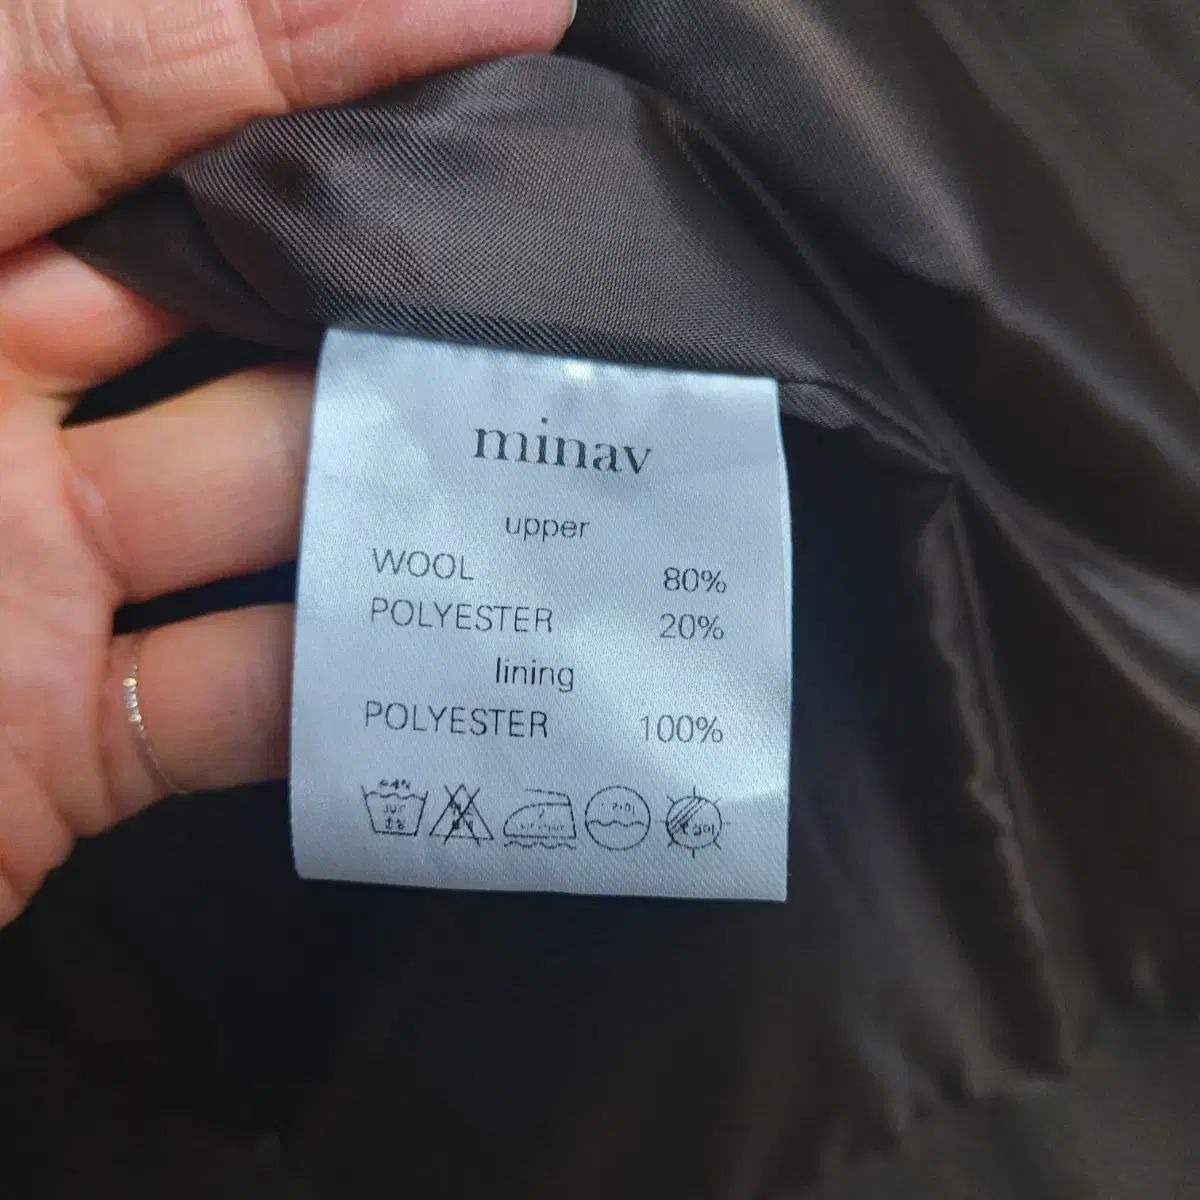 minav
upper
WOOL 80%
POLYESTER 20%
lining
POLYESTER 100%